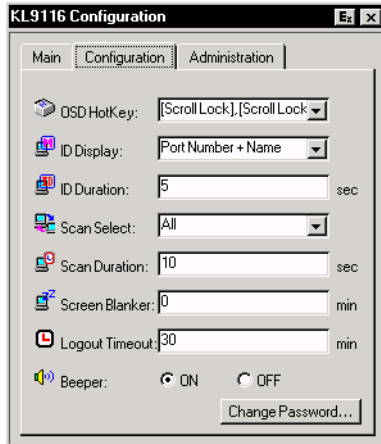 KL9116 Configuration
Main Configuration Administration
OSD HotKey: [Scroll Lock],[Scroll Lock
ID Display: Port Number + Name
ID Duration: 5 sec
Scan Select: All
Scan Duration: 10 sec
Screen Blanker: 0 min
Logout Timeout: 30 min
Beeper: ON OFF
Change Password...